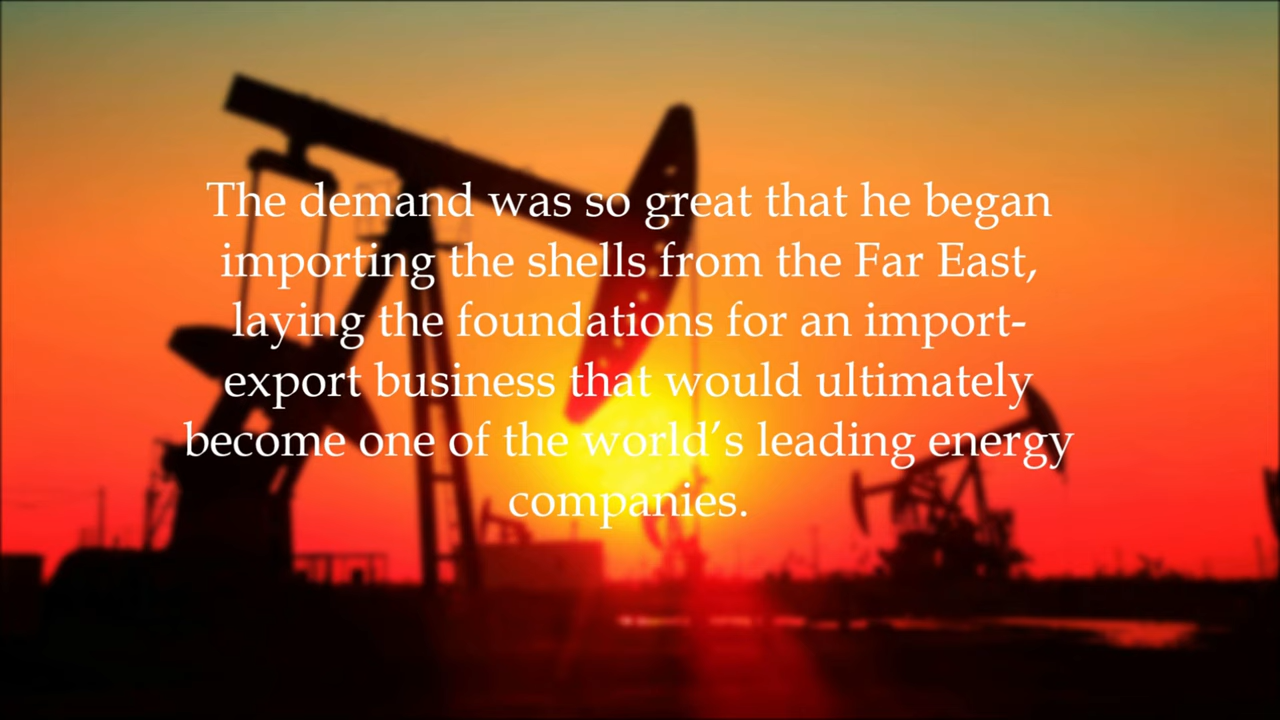 The demand was so great that he began
importing the shells from the Far East,
laying the foundations for an import-
export business that would ultimately
become one of the world’s leading energy
companies.